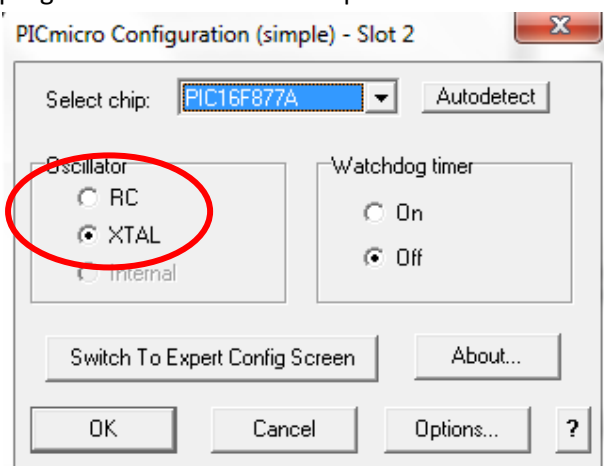 PICmicro Configuration (simple) - Slot 2
Select chip: PIC16F877A Autodetect
Oscillator
RC
XTAL
Internal
Watchdog timer
On
Off
Switch To Expert Config Screen About...
OK Cancel Options... ?